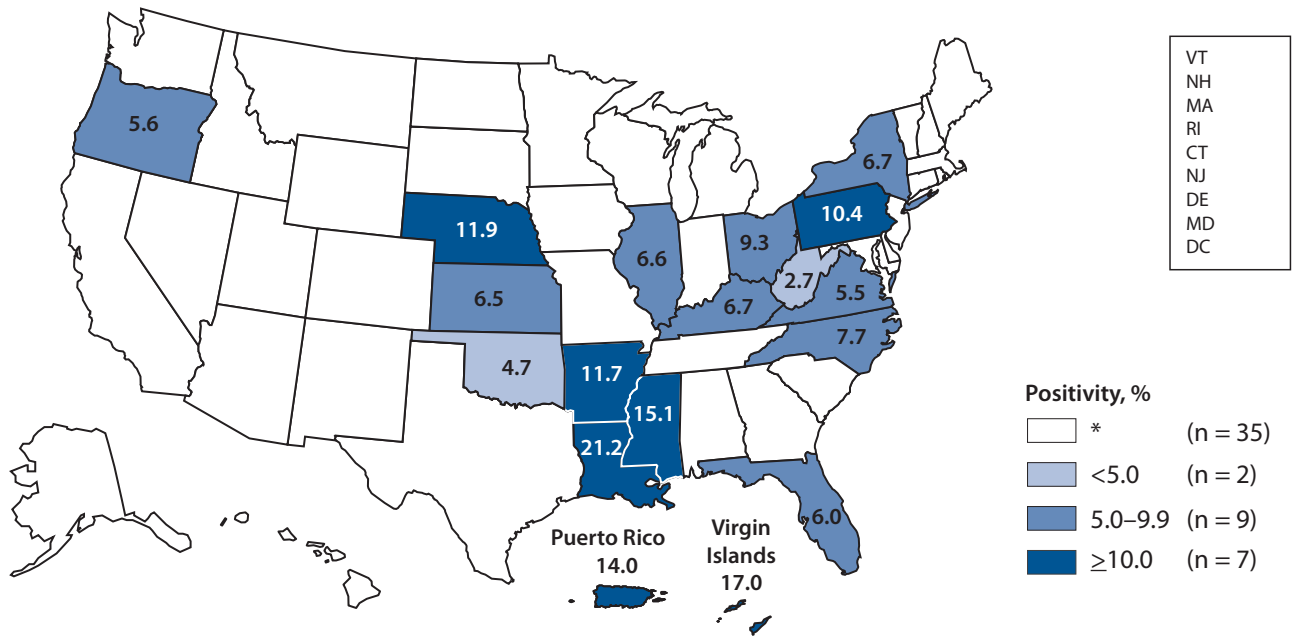 5.6
11.9
6.5
4.7
11.7
15.1
21.2
6.6
9.3
6.7
2.7
5.5
7.7
6.7
10.4
6.0
Puerto Rico
14.0
Virgin
Islands
17.0
VT
NH
MA
RI
CT
NJ
DE
MD
DC
Positivity, %
* (n = 35)
<5.0 (n = 2)
5.0–9.9 (n = 9)
≥10.0 (n = 7)